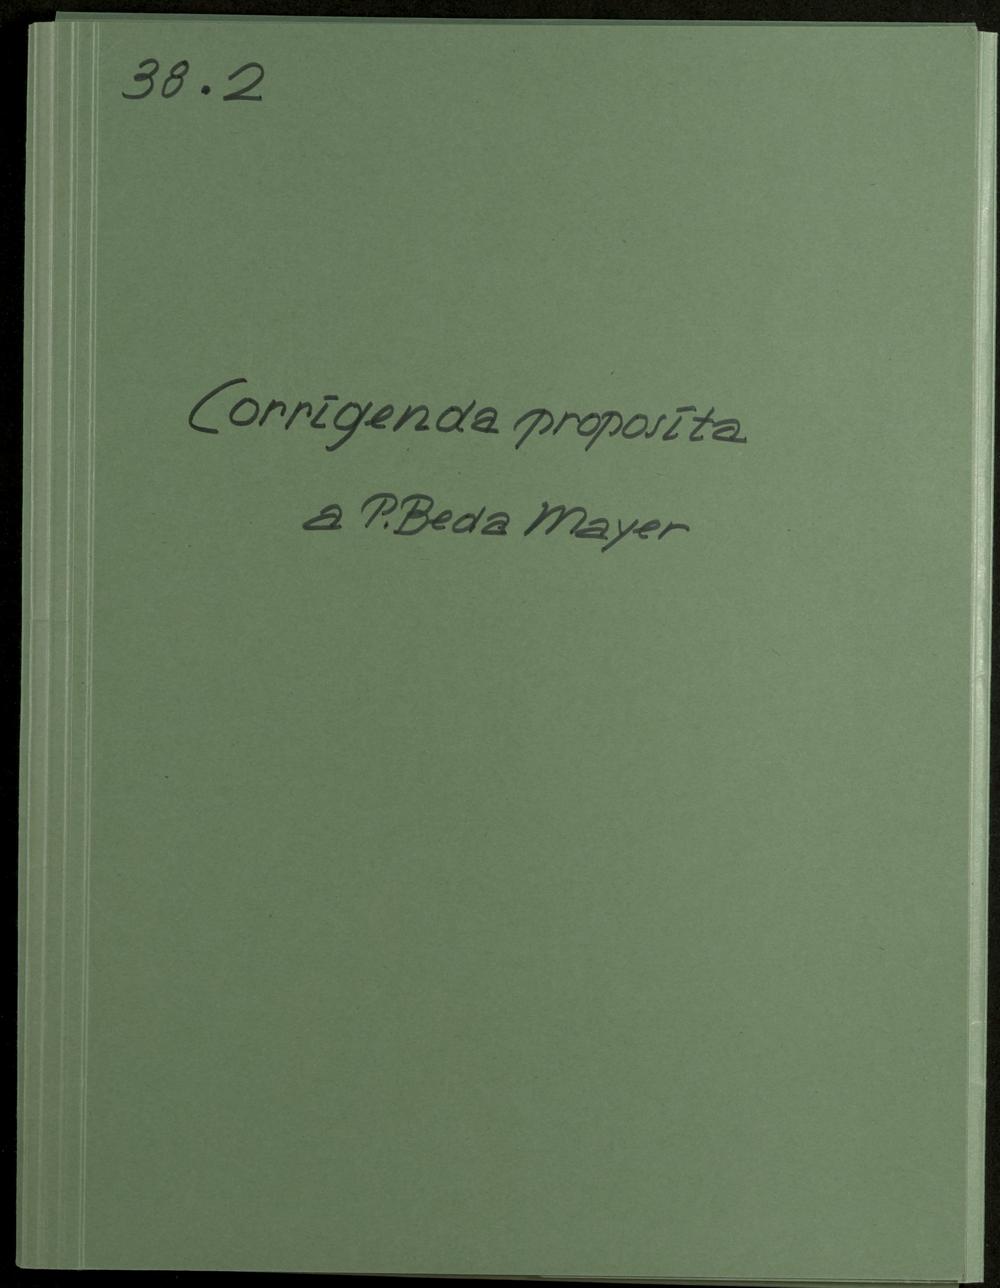 38.2
Corrigenda proposita
a P. Beda Mayer